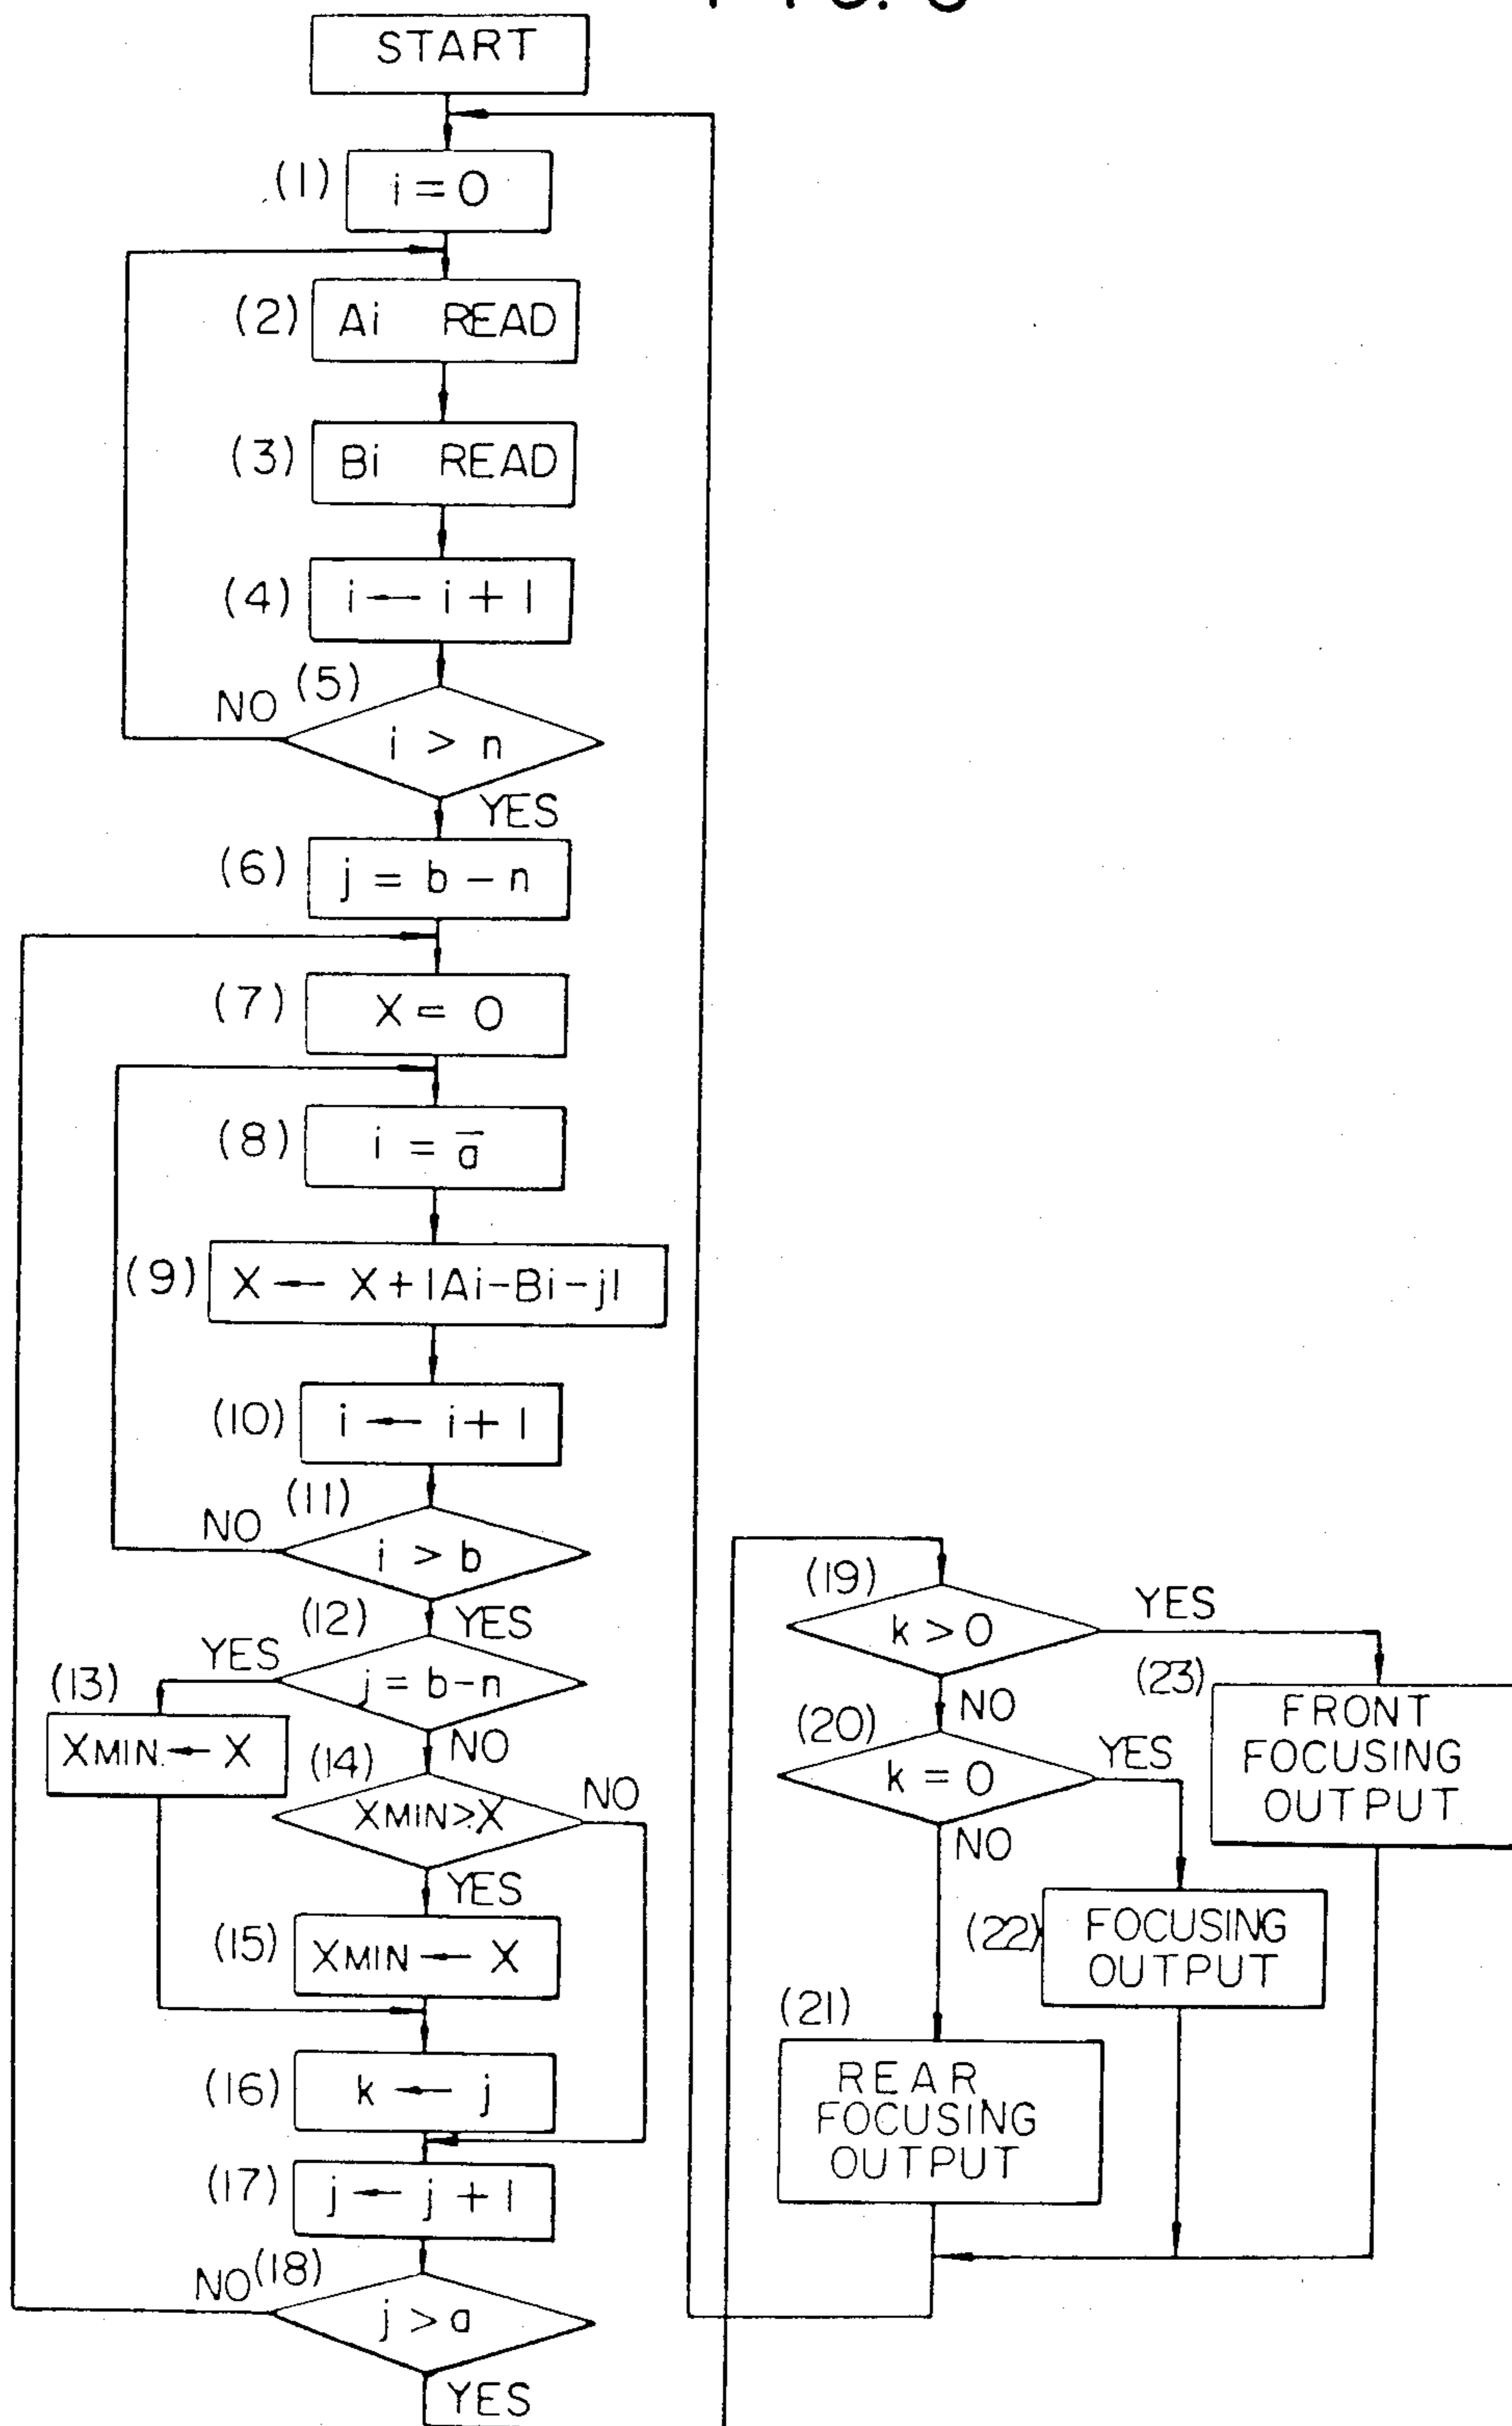 START
(1) i = 0
(2) Ai READ
(3) Bi READ
(4) i ← i + 1
(5)
NO
i > n
YES
(6) j = b - n
(7) X = 0
(8) i = a̅
(9) X ← X + |Ai - Bi - j|
(10) i ← i + 1
(11)
NO
i > b
YES
(12)
YES
j = b - n
NO
(13)
XMIN ← X
(14)
XMIN > X
NO
YES
(15) XMIN ← X
(16) k ← j
(17) j ← j + 1
(18)
NO
j > a
YES
(19)
k > 0
YES
NO
(20)
k = 0
YES
NO
(23)
FRONT
FOCUSING
OUTPUT
(22)
FOCUSING
OUTPUT
(21)
REAR
FOCUSING
OUTPUT